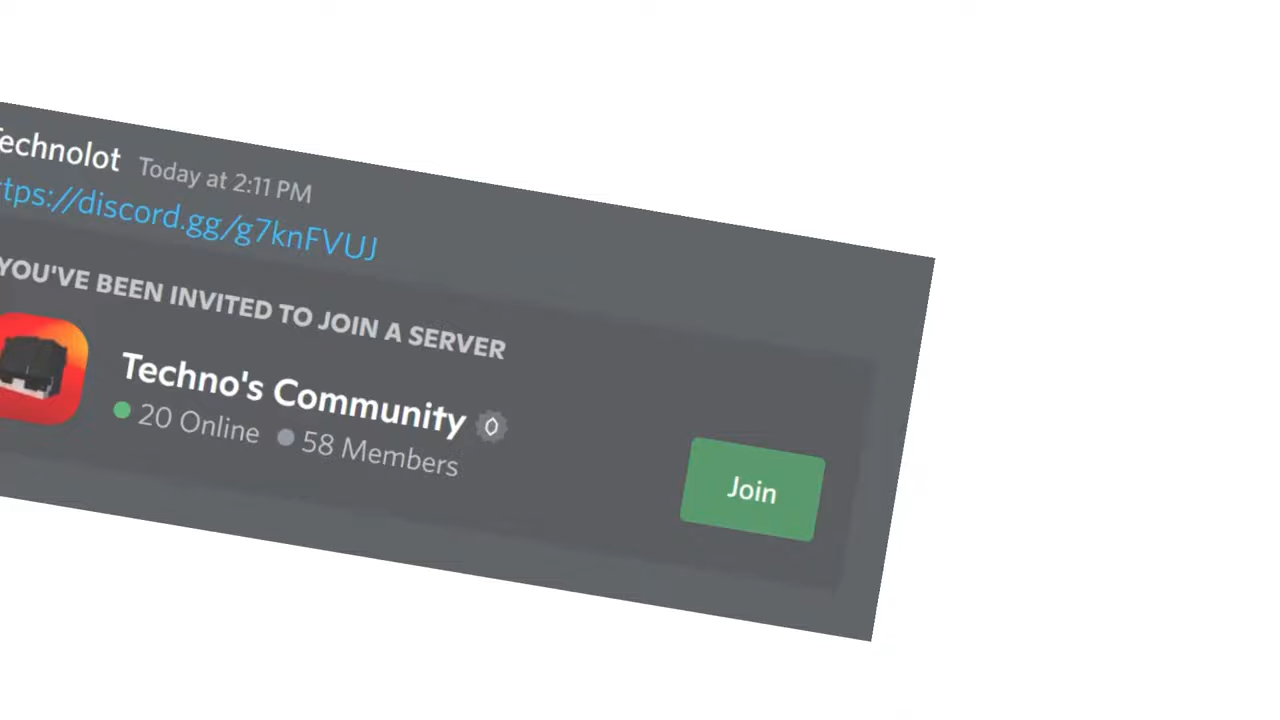 echnolot Today at 2:11 PM
tps://discord.gg/g7knFVUJ
YOU'VE BEEN INVITED TO JOIN A SERVER
Techno's Community
20 Online 58 Members
Join